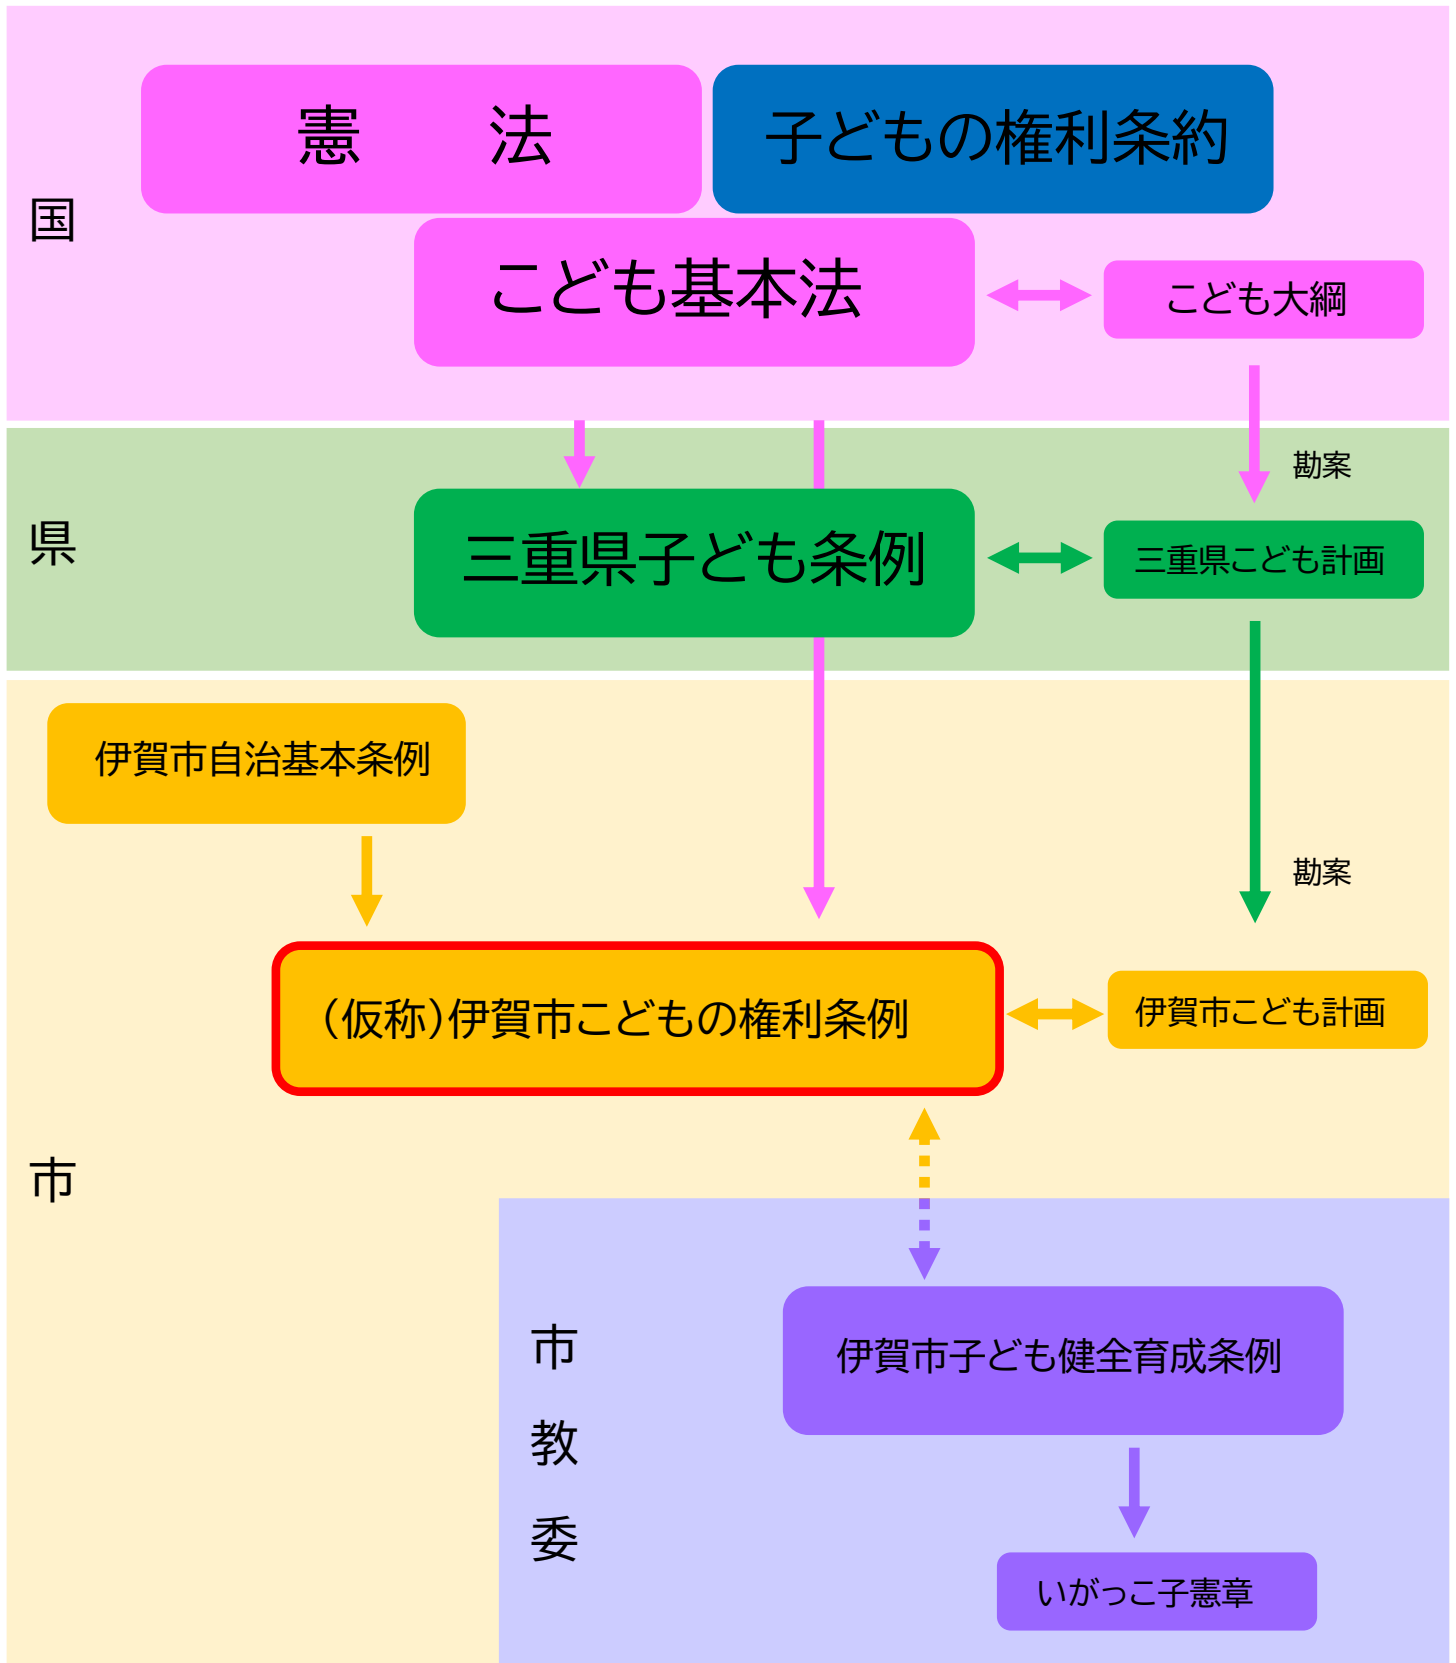 国
憲　　法
子どもの権利条約
こども基本法
こども大綱
県
勘案
三重県子ども条例
三重県こども計画
市
伊賀市自治基本条例
勘案
（仮称）伊賀市こどもの権利条例
伊賀市こども計画
市
教
委
伊賀市子ども健全育成条例
いがっこ子憲章